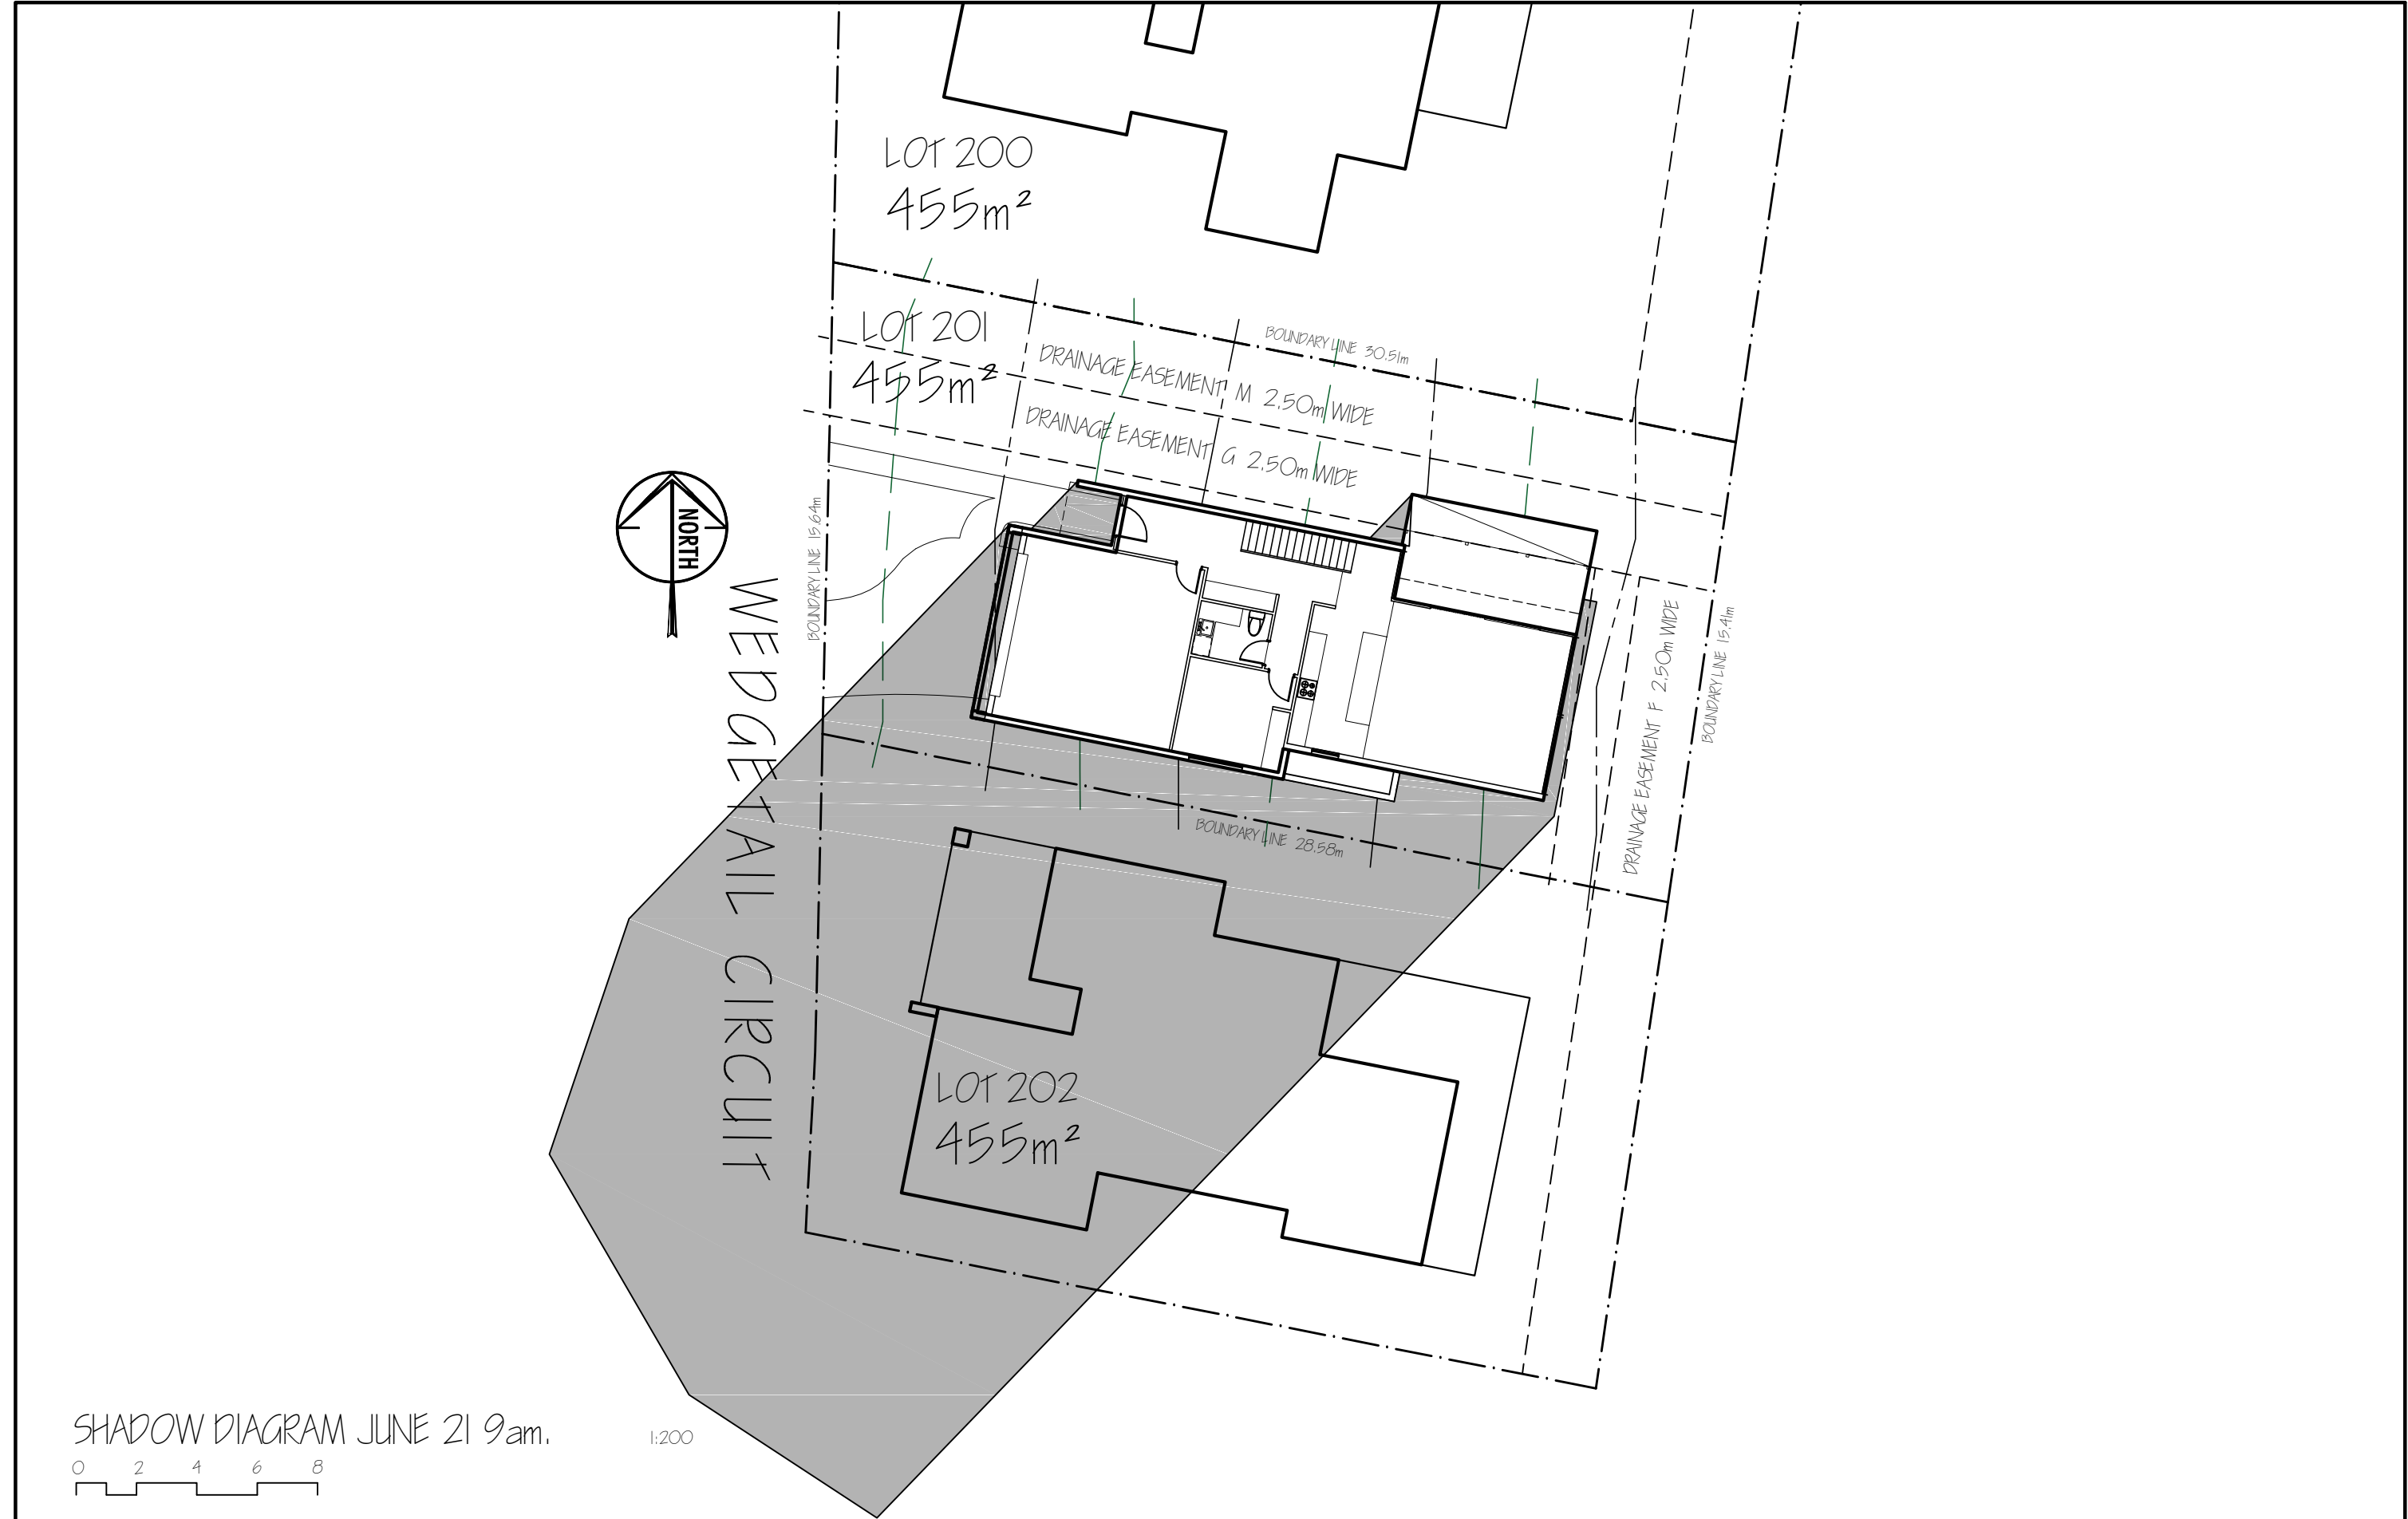 LOT 200
455m²
LOT 201
455m²
BOUNDARY LINE 30.51m
DRAINAGE EASEMENT M 2.50m WIDE
DRAINAGE EASEMENT G 2.50m WIDE
NORTH
BOUNDARY LINE 15.64m
WEDGETAIL CIRCUIT
DRAINAGE EASEMENT F 2.50m WIDE
BOUNDARY LINE 15.41m
BOUNDARY LINE 28.58m
LOT 202
455m²
SHADOW DIAGRAM JUNE 21 9am. 1:200
0 2 4 6 8